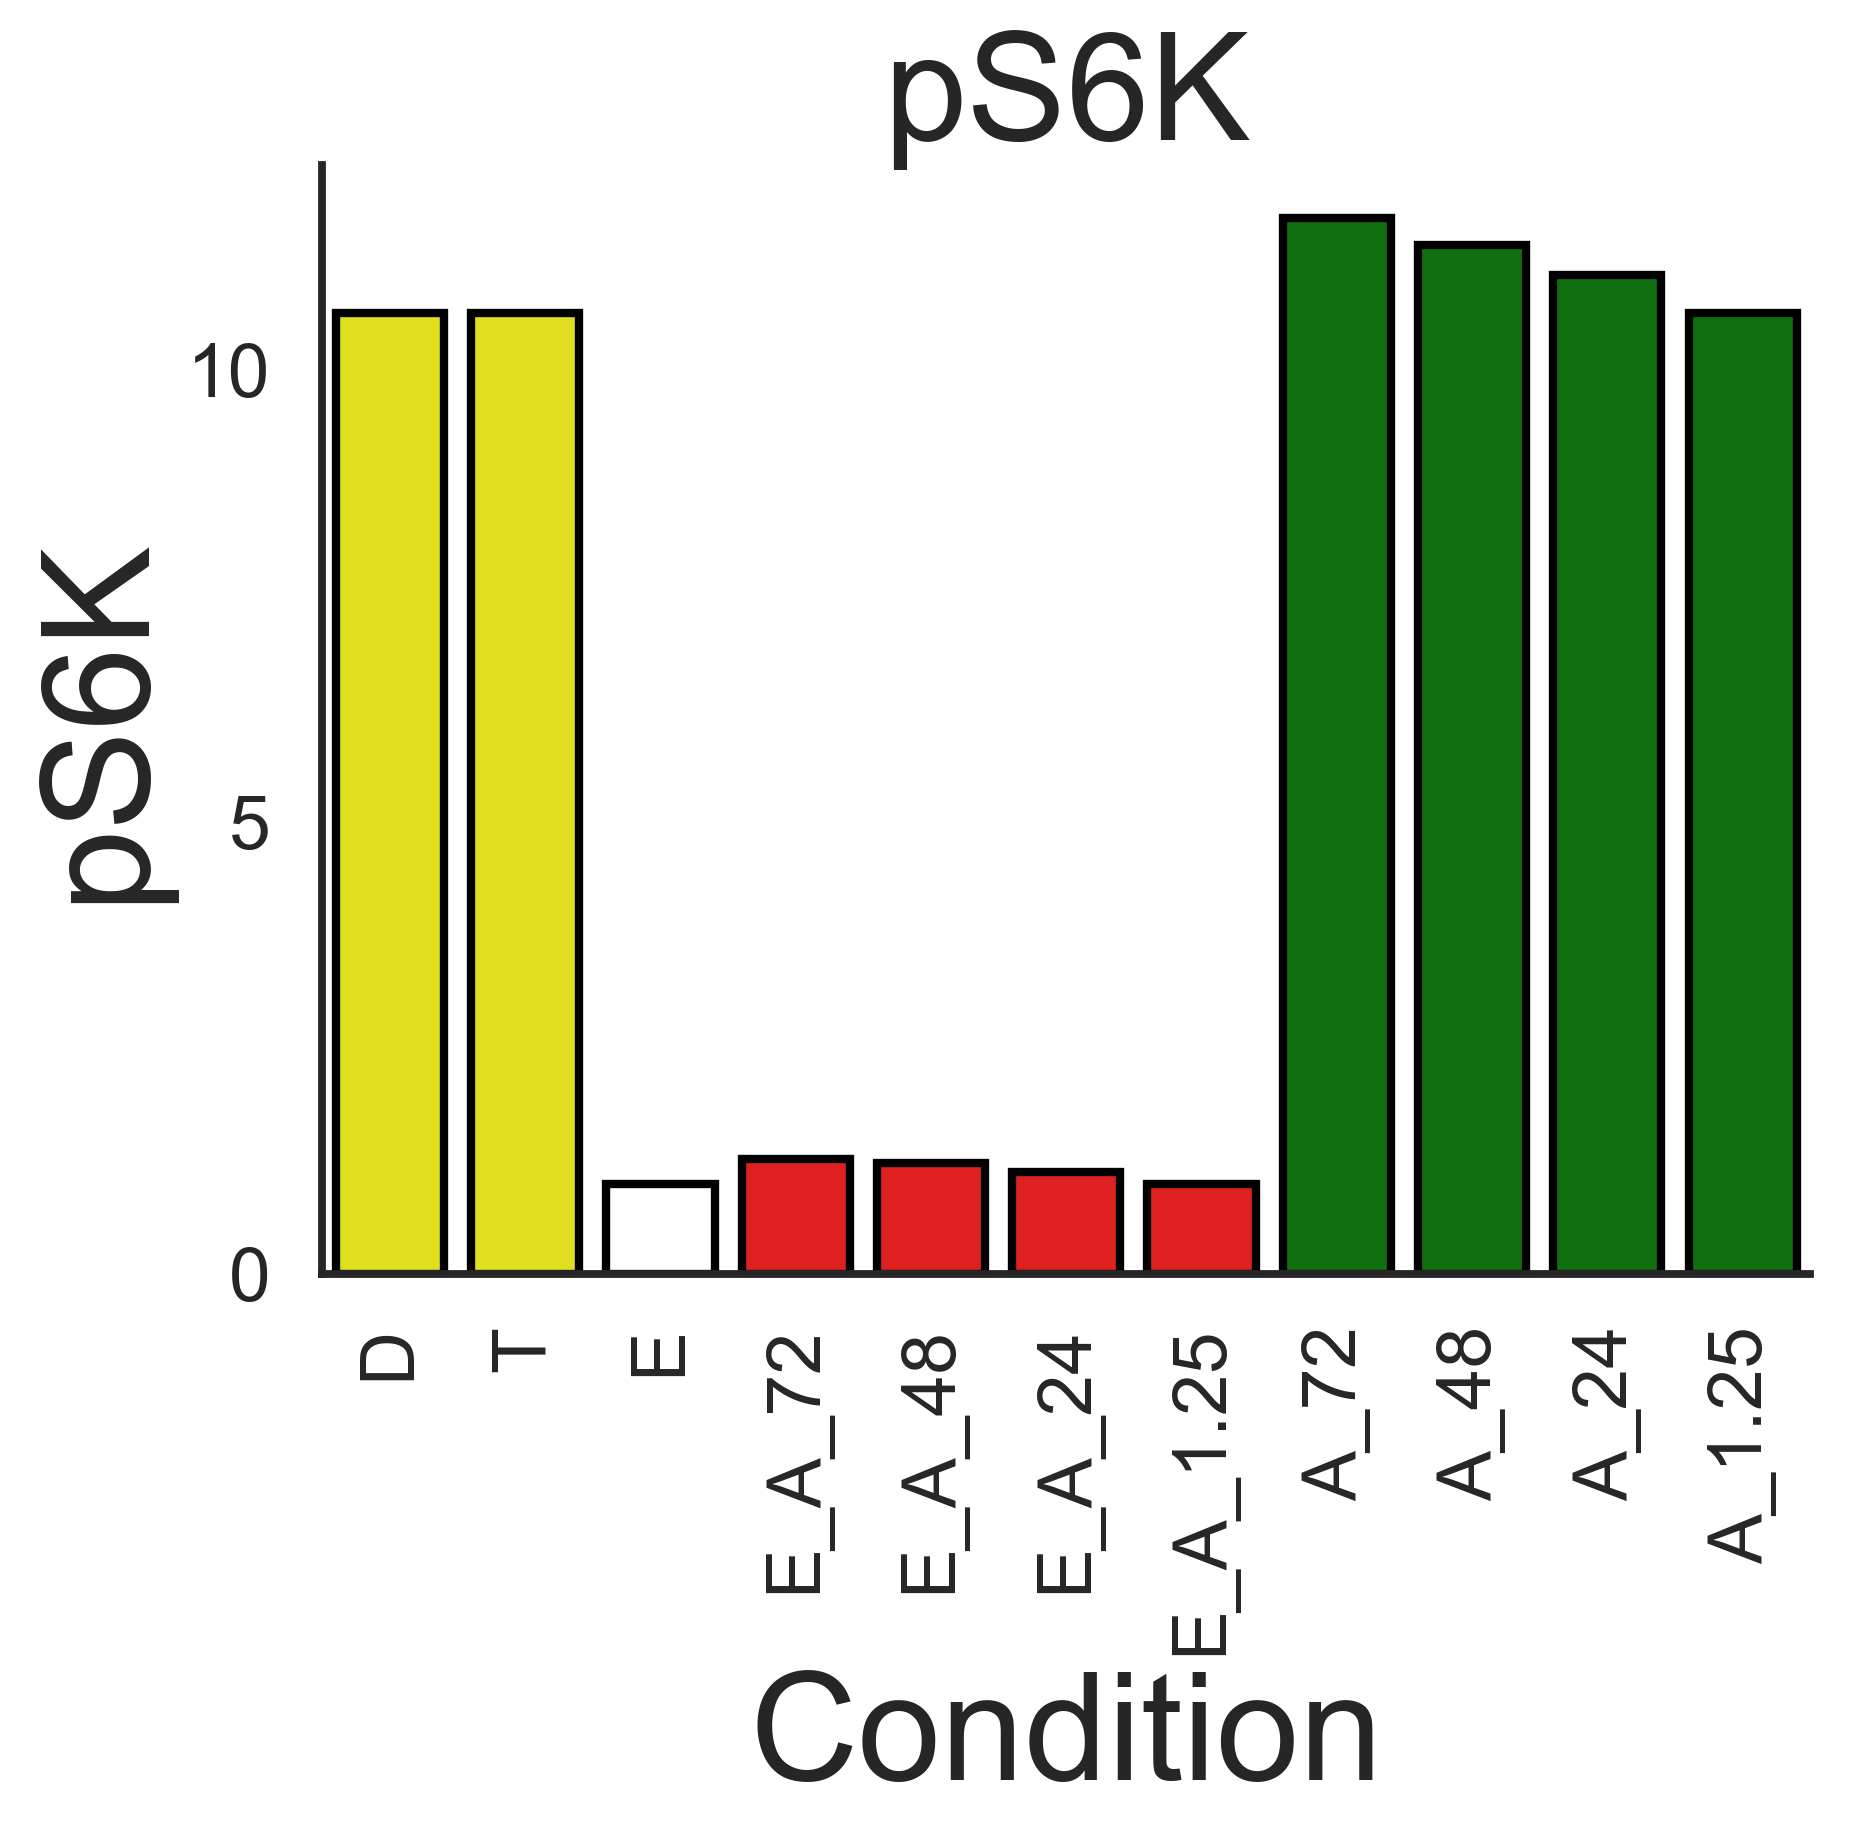 pS6K
pS6K
10
5
0
D
T
E
E_A_72
E_A_48
E_A_24
E_A_1.25
A_72
A_48
A_24
A_1.25
Condition